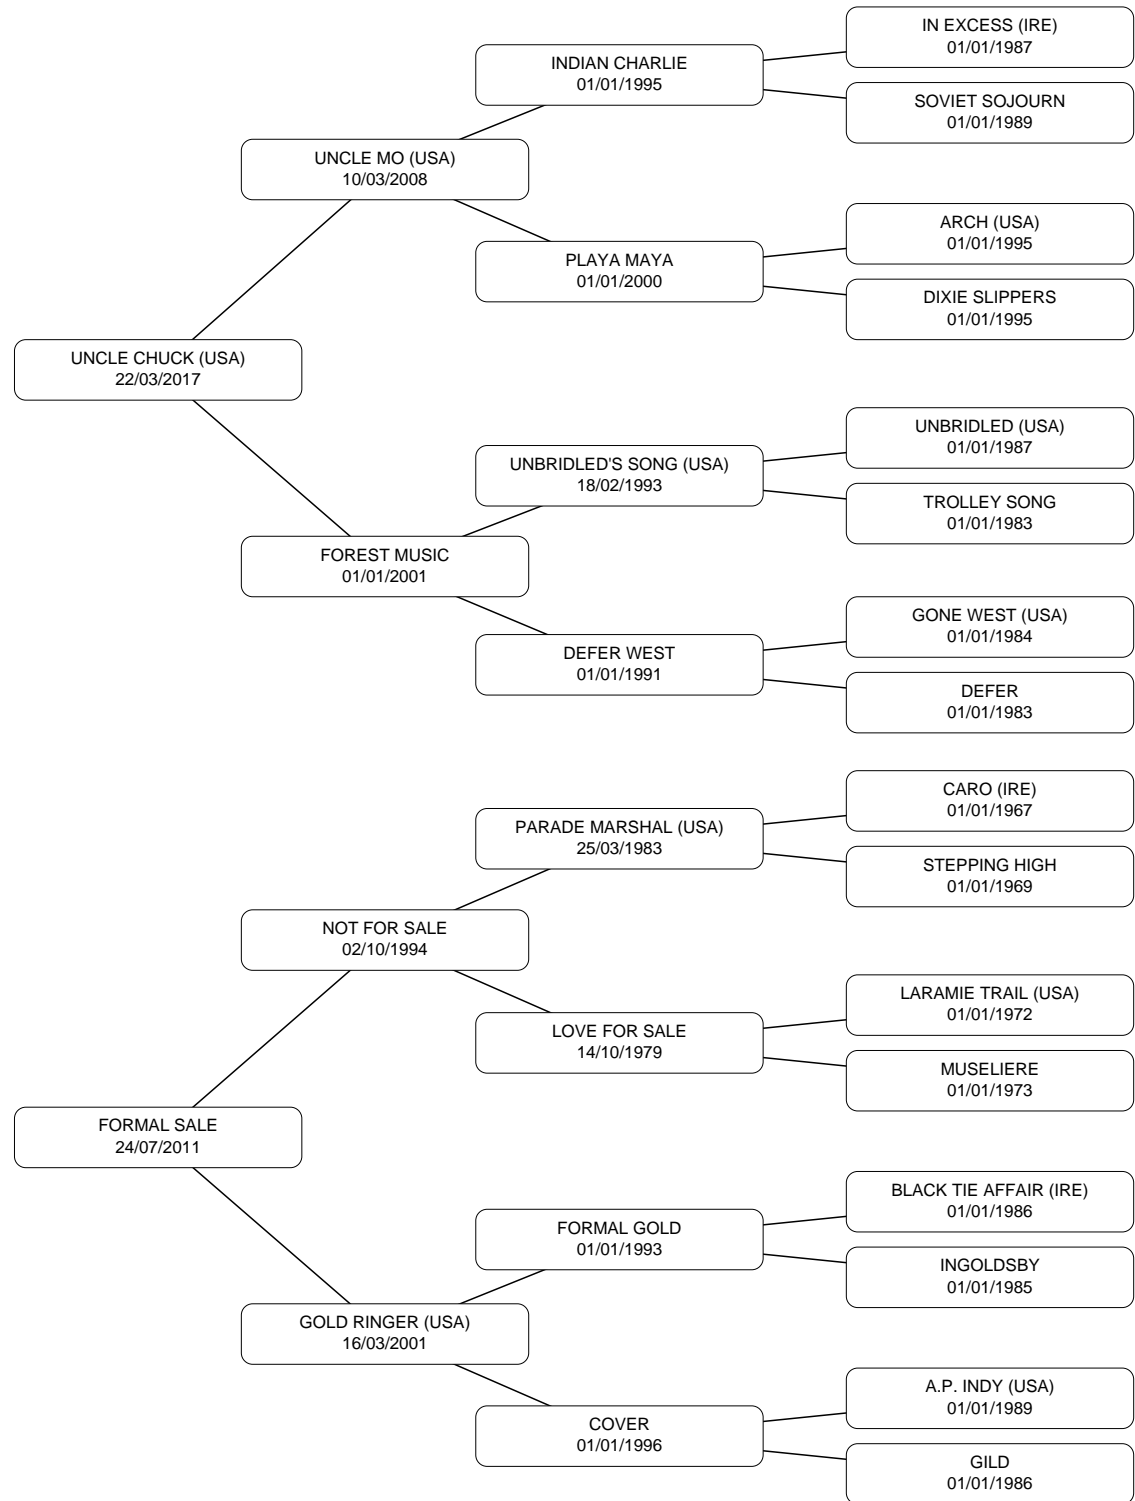 IN EXCESS (IRE)
01/01/1987
INDIAN CHARLIE
01/01/1995
SOVIET SOJOURN
01/01/1989
UNCLE MO (USA)
10/03/2008
ARCH (USA)
01/01/1995
PLAYA MAYA
01/01/2000
DIXIE SLIPPERS
01/01/1995
UNCLE CHUCK (USA)
22/03/2017
UNBRIDLED (USA)
01/01/1987
UNBRIDLED'S SONG (USA)
18/02/1993
TROLLEY SONG
01/01/1983
FOREST MUSIC
01/01/2001
GONE WEST (USA)
01/01/1984
DEFER WEST
01/01/1991
DEFER
01/01/1983
CARO (IRE)
01/01/1967
PARADE MARSHAL (USA)
25/03/1983
STEPPING HIGH
01/01/1969
NOT FOR SALE
02/10/1994
LARAMIE TRAIL (USA)
01/01/1972
LOVE FOR SALE
14/10/1979
MUSELIERE
01/01/1973
FORMAL SALE
24/07/2011
BLACK TIE AFFAIR (IRE)
01/01/1986
FORMAL GOLD
01/01/1993
INGOLDSBY
01/01/1985
GOLD RINGER (USA)
16/03/2001
A.P. INDY (USA)
01/01/1989
COVER
01/01/1996
GILD
01/01/1986